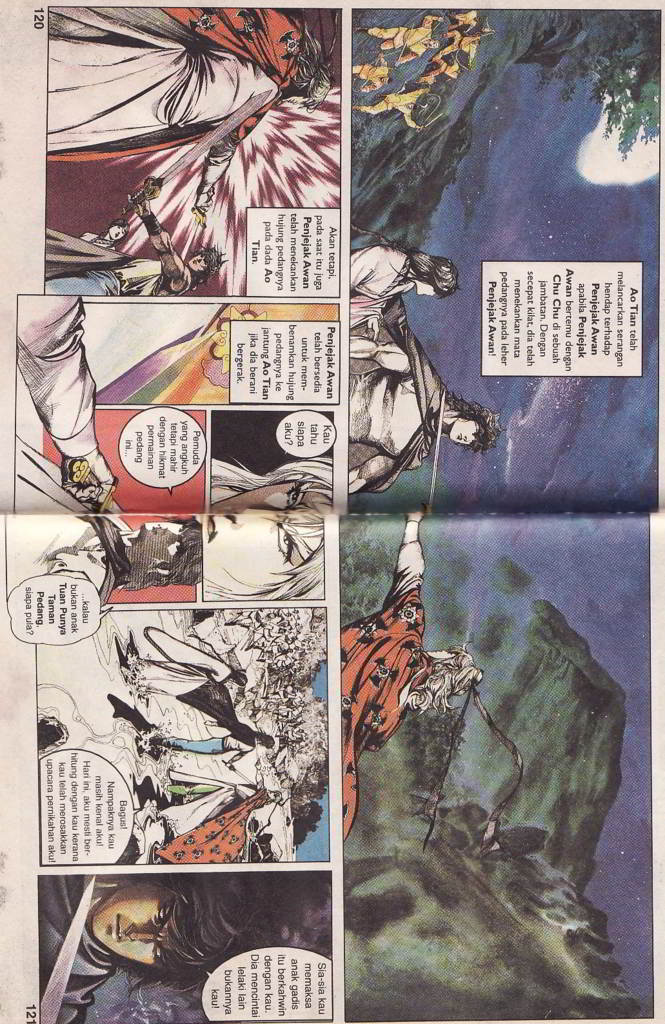 Ao Tian telah
melancarkan serangan
hendap terhadap
Penjejak Awan
apabila Penjejak
Awan bertemu dengan
Chu Chu di sebuah
jambatan. Dengan
secepat kilat, dia telah
menekankan mata
pedangnya pada leher
Penjejak Awan!
Akan tetapi,
pada saat itu juga
Penjejak Awan
telah menekankan
hujung pedangnya
pada dada Ao
Tian.
Penjejak Awan
telah bersedia
untuk mem-
benamkan hujung
pedangnya ke
jantung Ao Tian
jika dia berani
bergerak.
Kau
tahu
siapa
aku?
Pemuda
yang angkuh
tetapi mahir
dengan hikmat
permainan
pedang
ini...
120
...kalau
bukan anak
Tuan Punya
Taman
Pedang,
siapa pula?
Bagus!
Nampaknya kau
masih kenal aku!
Hari ini, aku mesti ber-
hitung dengan kau kerana
kau telah merosakkan
upacara pernikahan aku!
Sia-sia kau
memaksa
anak gadis
itu berkahwin
dengan kau.
Dia mencintai
lelaki lain
bukannya
kau!
121